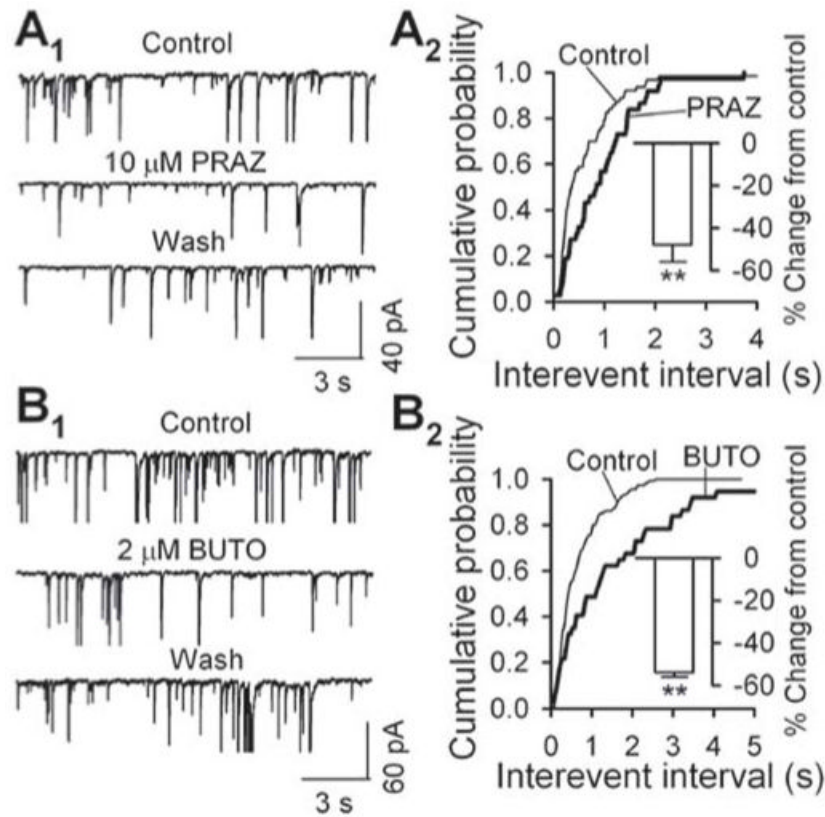 A1
Control
10 μM PRAZ
Wash
40 pA
3 s
A2
Cumulative probability
1.0
0.8
0.6
0.4
0.2
0.0
Control
PRAZ
0
-20
-40
-60
**
% Change from control
0 1 2 3 4
Interevent interval (s)
B1
Control
2 μM BUTO
Wash
60 pA
3 s
B2
Cumulative probability
1.0
0.8
0.6
0.4
0.2
0.0
Control
BUTO
0
-20
-40
-60
**
% Change from control
0 1 2 3 4 5
Interevent interval (s)